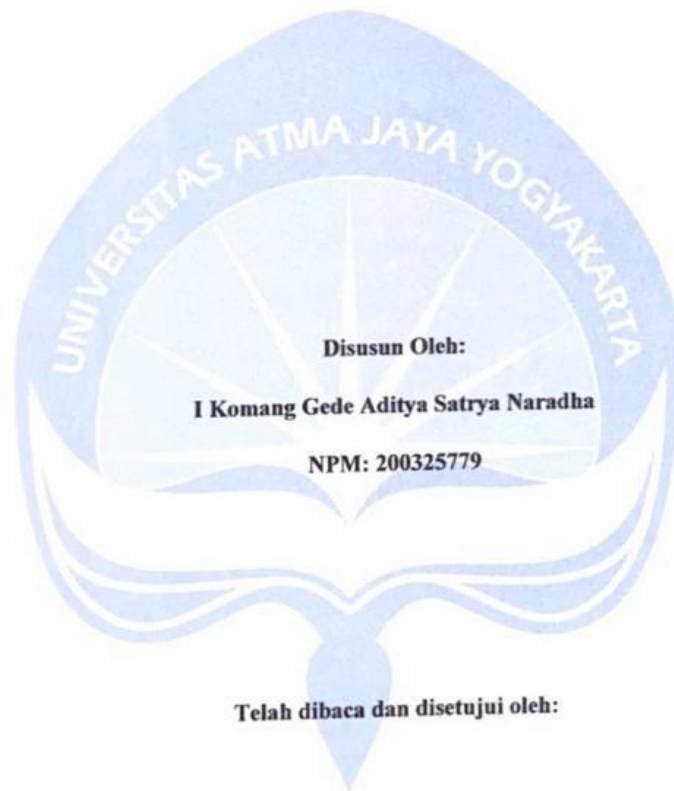 UNIVERSITAS ATMA JAYA YOGYAKARTA
Disusun Oleh:
I Komang Gede Aditya Satrya Naradha
NPM: 200325779
Telah dibaca dan disetujui oleh: